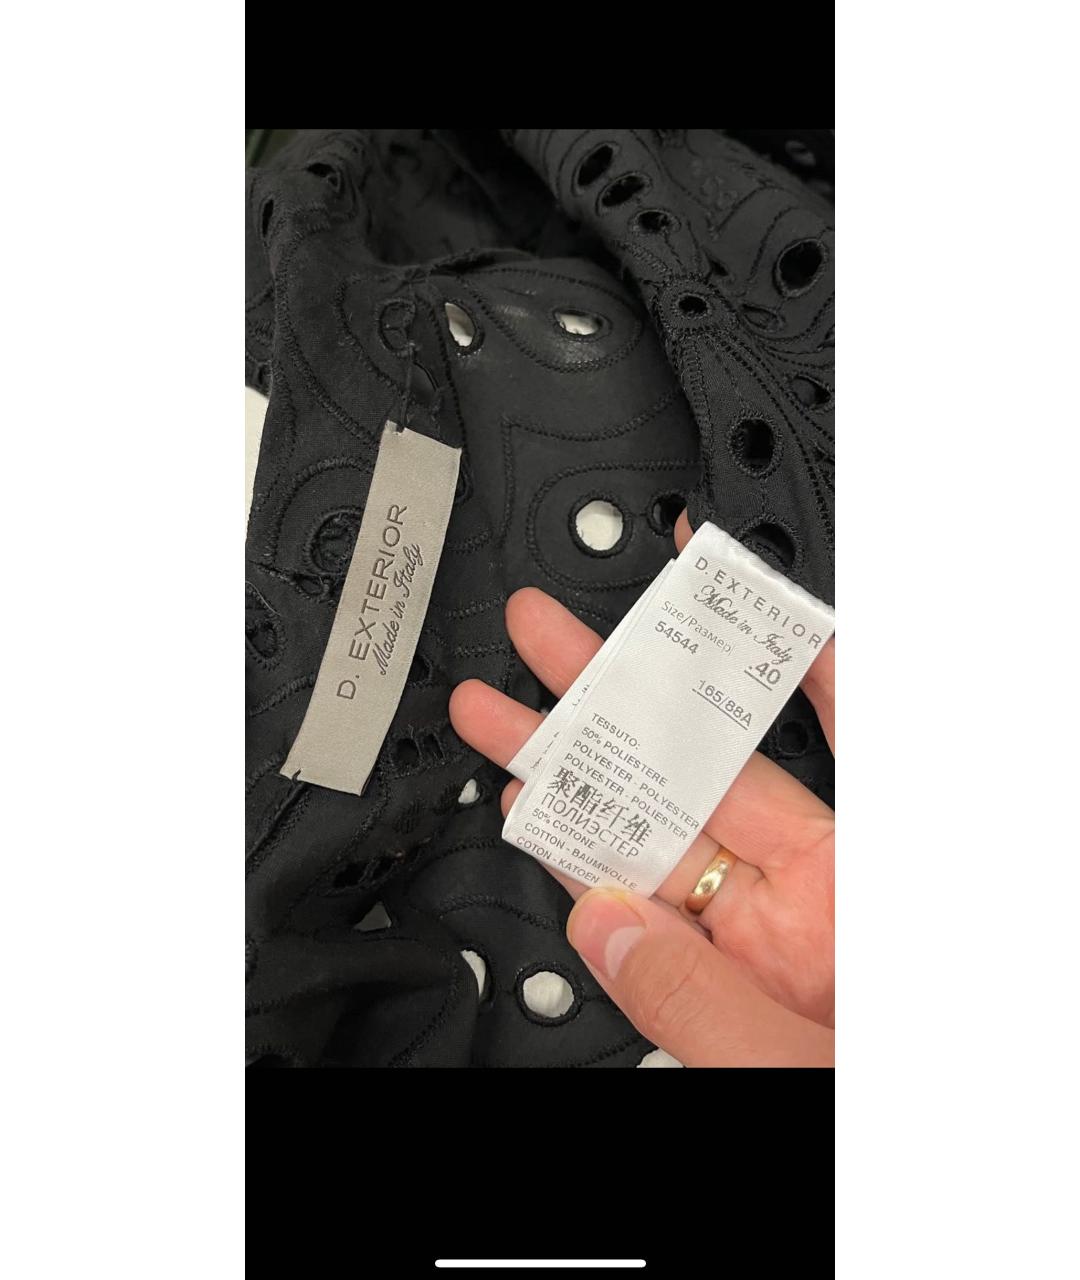 D. EXTERIOR
Made in Italy
D. EXTERIOR
Made in Italy
Size/Размер
54544
40
165/88A
TESSUTO:
50% POLIESTERE
POLYESTER - POLYESTER
POLYESTER - POLIESTER
聚酯纤维
ПОЛИЭСТЕР
50% COTONE
COTTON - BAUMWOLLE
COTON - KATOEN